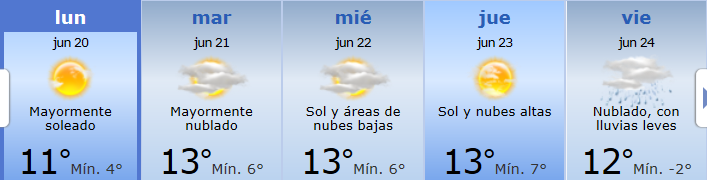 lun
jun 20
Mayormente
soleado
11° Mín. 4°
mar
jun 21
Mayormente
nublado
13° Mín. 6°
mié
jun 22
Sol y áreas de
nubes bajas
13° Mín. 6°
jue
jun 23
Sol y nubes altas
13° Mín. 7°
vie
jun 24
Nublado, con
lluvias leves
12° Mín. -2°